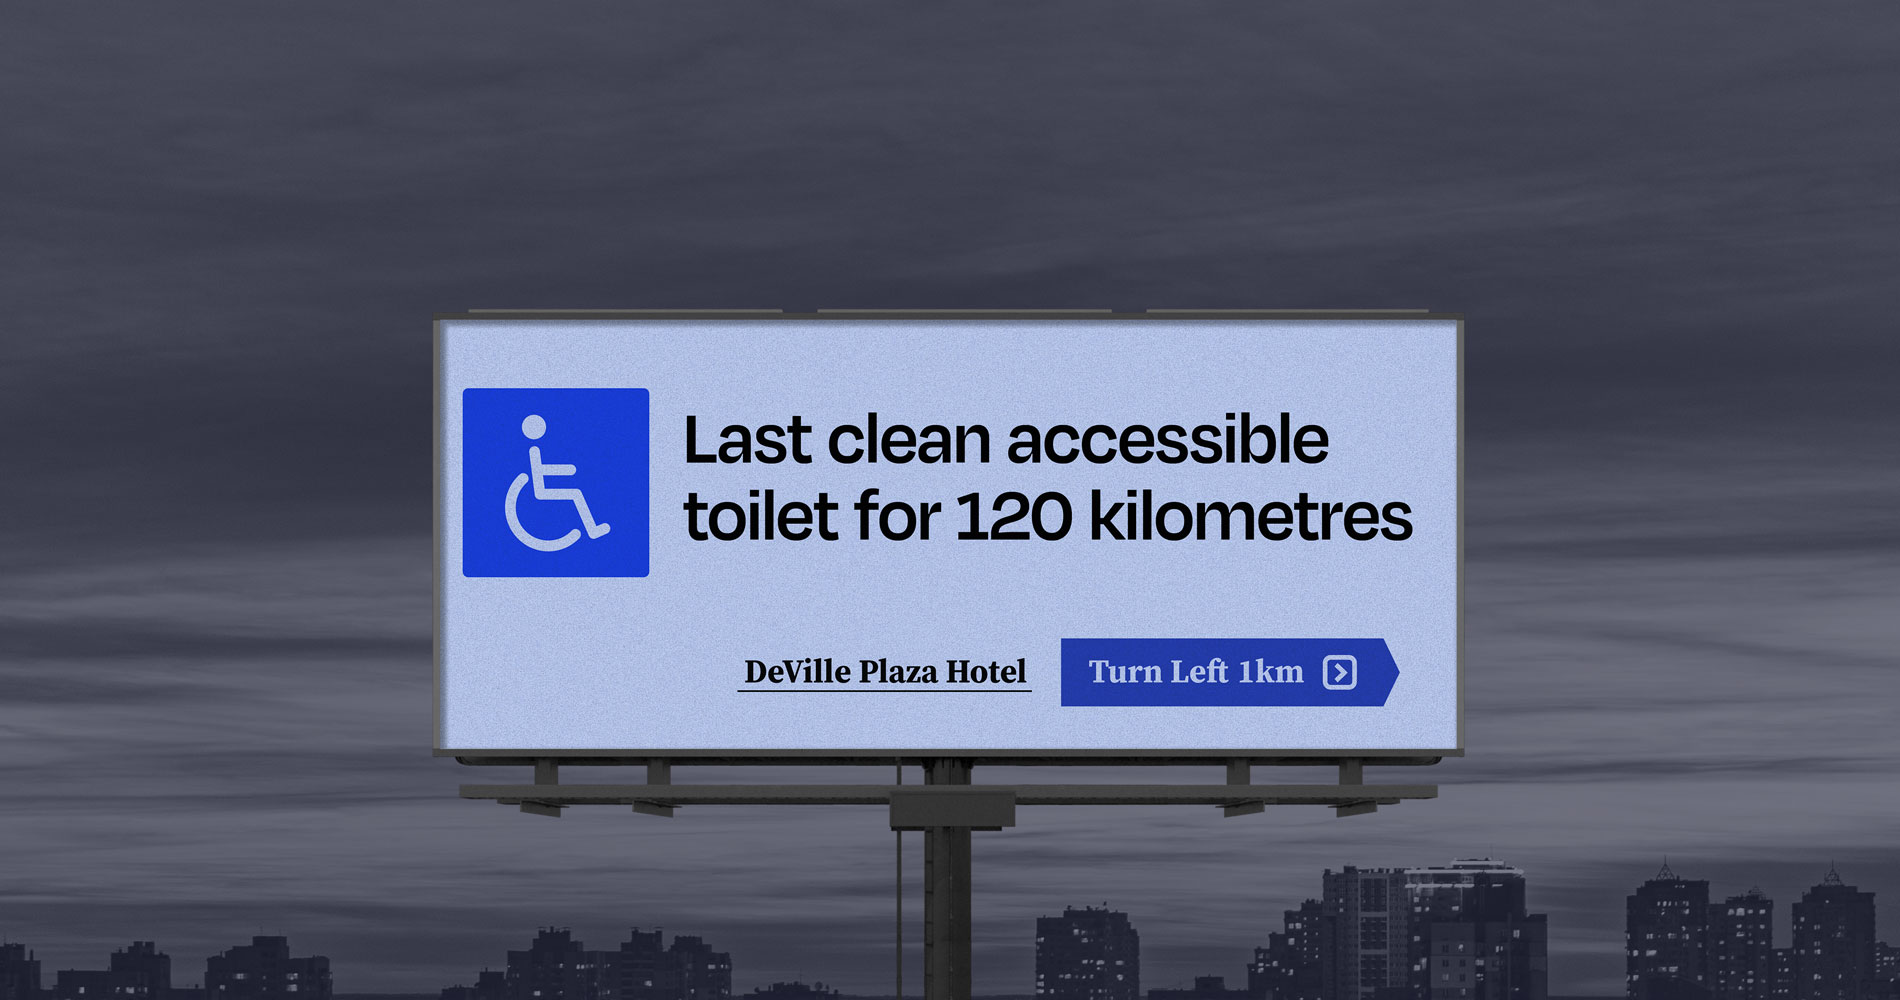 Last clean accessible
toilet for 120 kilometres
DeVille Plaza Hotel
Turn Left 1km